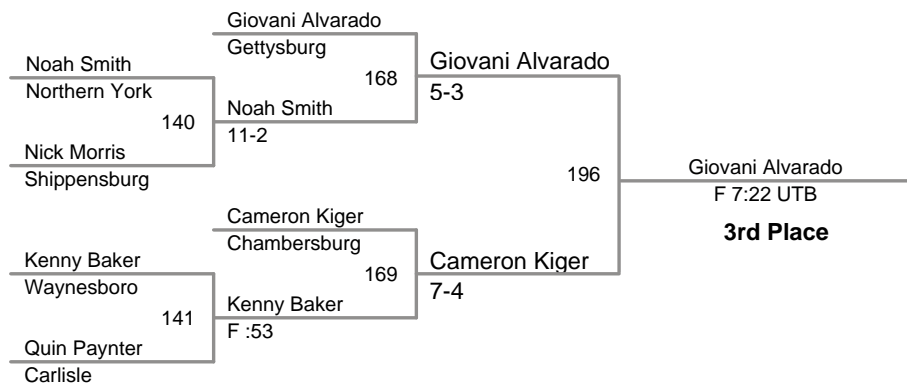 Giovani Alvarado
Gettysburg
Noah Smith
Northern York
168
Giovani Alvarado
5-3
140
Noah Smith
11-2
Nick Morris
Shippensburg
196
Giovani Alvarado
F 7:22 UTB
3rd Place
Cameron Kiger
Chambersburg
Kenny Baker
Waynesboro
169
Cameron Kiger
7-4
141
Kenny Baker
F :53
Quin Paynter
Carlisle